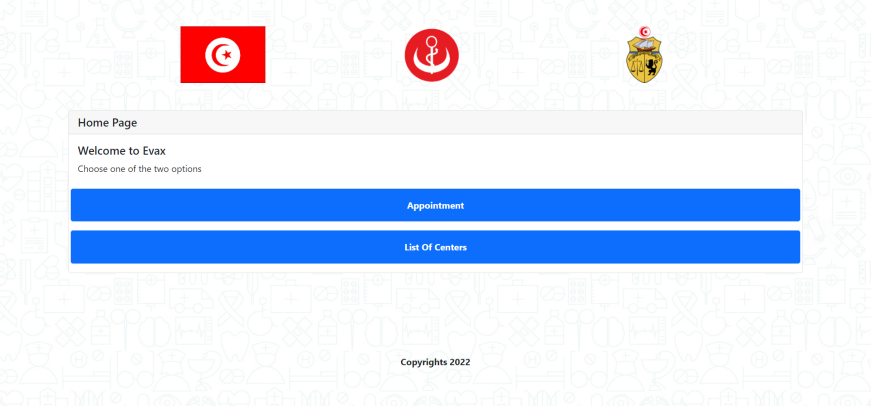 Home Page
Welcome to Evax
Choose one of the two options
Appointment
List Of Centers
Copyrights 2022